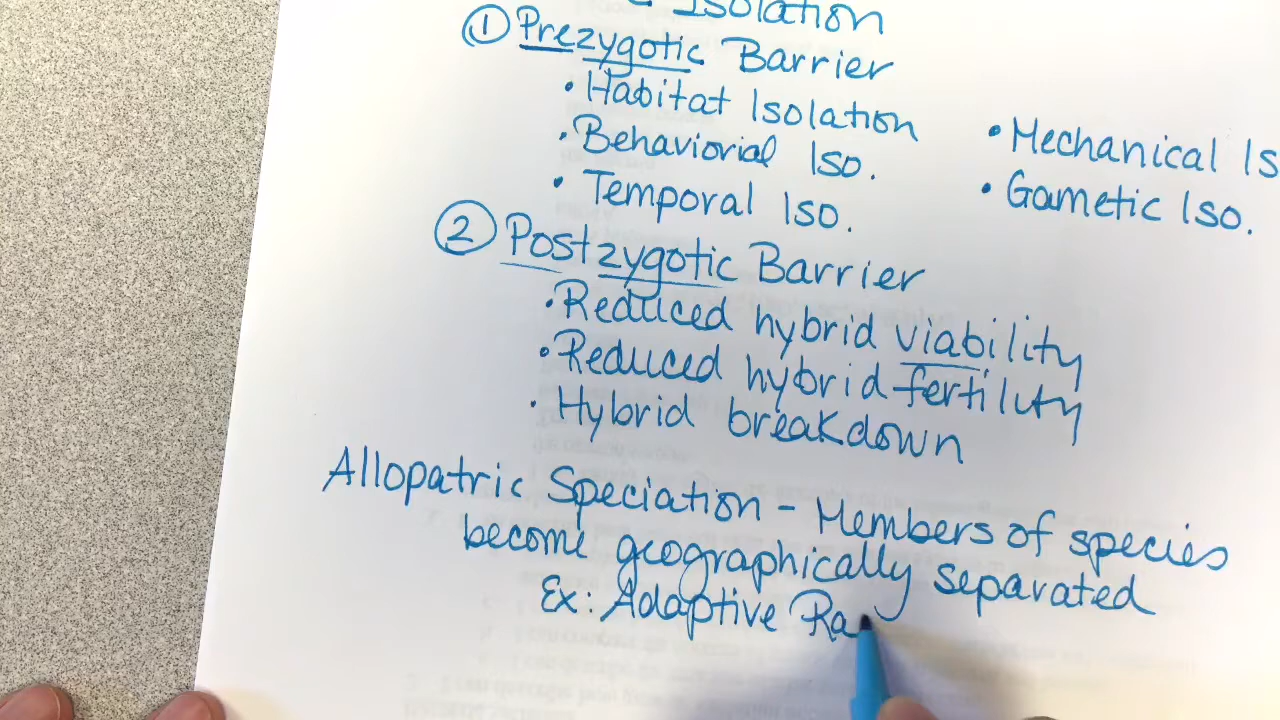 Isolation
① Prezygotic Barrier
• Habitat Isolation
• Behaviorial Iso.
• Temporal Iso.
• Mechanical Is
• Gametic Iso.
② Postzygotic Barrier
• Reduced hybrid viability
• Reduced hybrid fertility
• Hybrid breakdown
Allopatric Speciation - Members of species
become geographically separated
Ex: Adaptive Ra